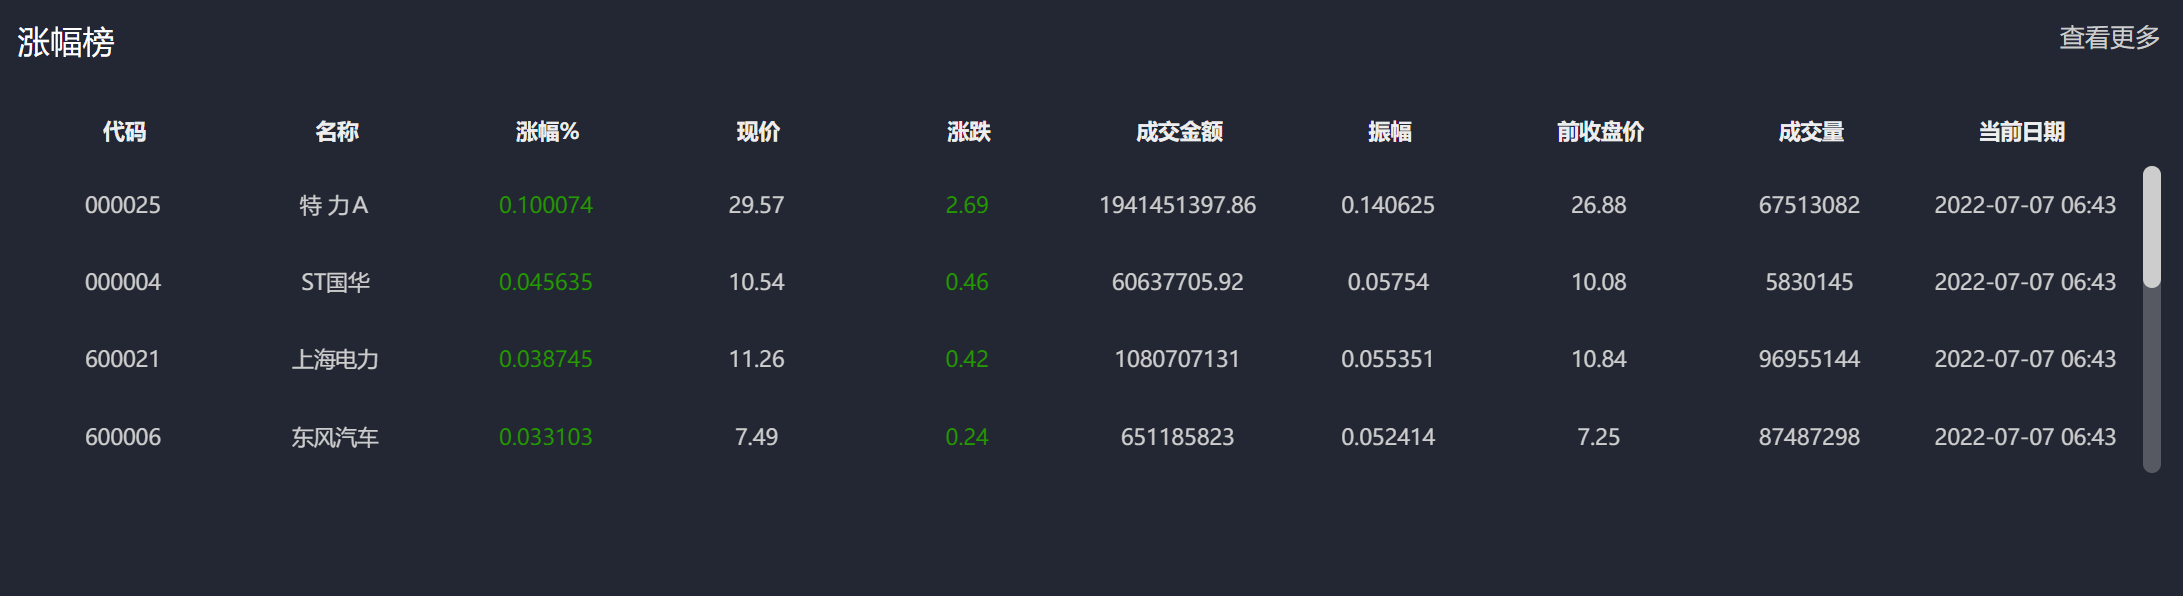 涨幅榜 查看更多
代码 名称 涨幅% 现价 涨跌 成交金额 振幅 前收盘价 成交量 当前日期
000025 特 力A 0.100074 29.57 2.69 1941451397.86 0.140625 26.88 67513082 2022-07-07 06:43
000004 ST国华 0.045635 10.54 0.46 60637705.92 0.05754 10.08 5830145 2022-07-07 06:43
600021 上海电力 0.038745 11.26 0.42 1080707131 0.055351 10.84 96955144 2022-07-07 06:43
600006 东风汽车 0.033103 7.49 0.24 651185823 0.052414 7.25 87487298 2022-07-07 06:43